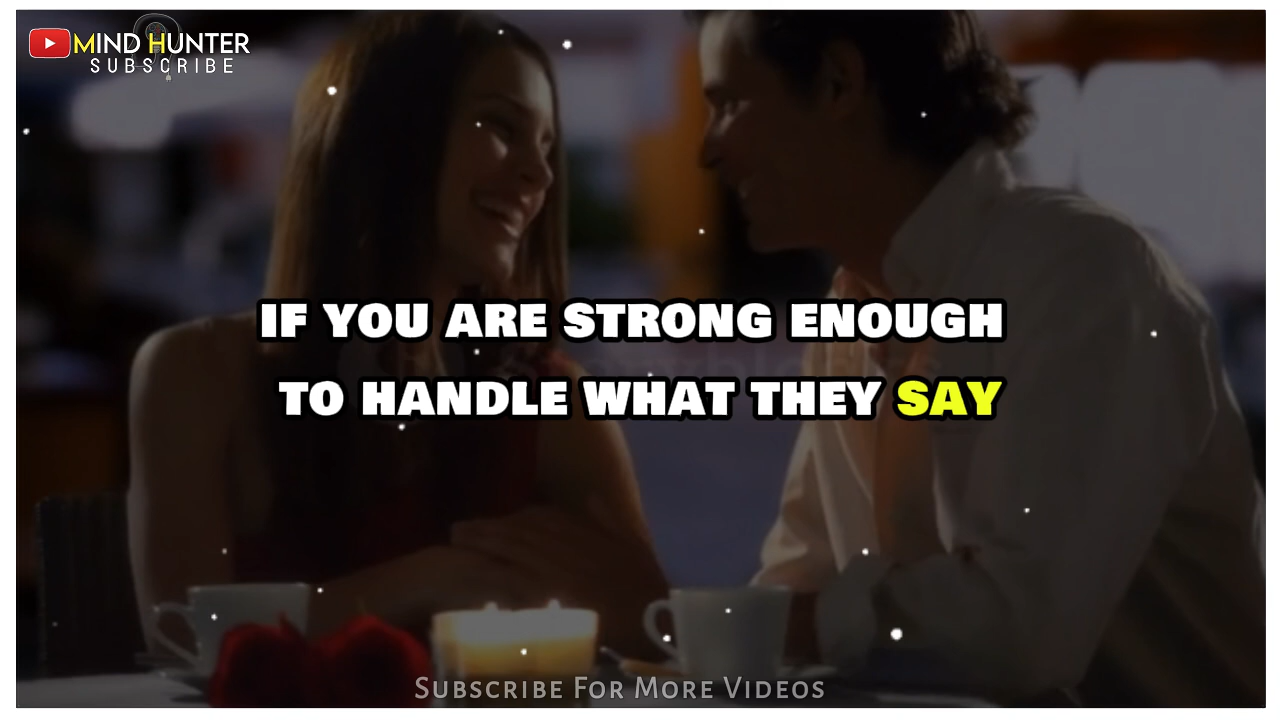 MIND HUNTER
SUBSCRIBE
IF YOU ARE STRONG ENOUGH
TO HANDLE WHAT THEY SAY
SUBSCRIBE FOR MORE VIDEOS